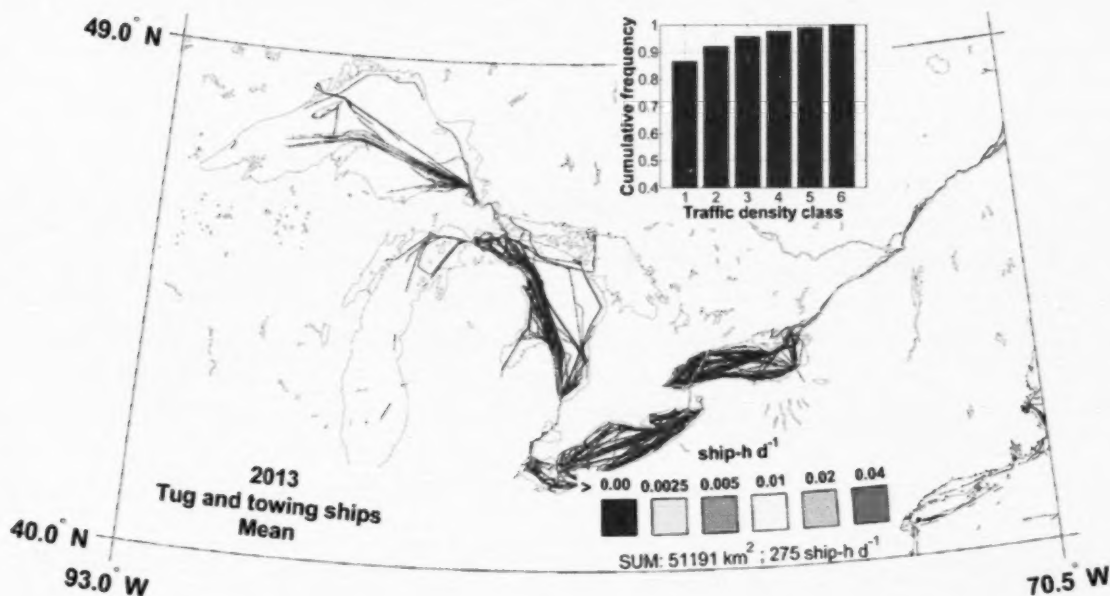 49.0° N
1
0.9
0.8
0.7
0.6
0.5
0.4
Cumulative frequency
1 2 3 4 5 6
Traffic density class
2013
Tug and towing ships
Mean
ship-h d⁻¹
> 0.00 0.0025 0.005 0.01 0.02 0.04
SUM: 51191 km² ; 275 ship-h d⁻¹
40.0° N
93.0° W
70.5° W